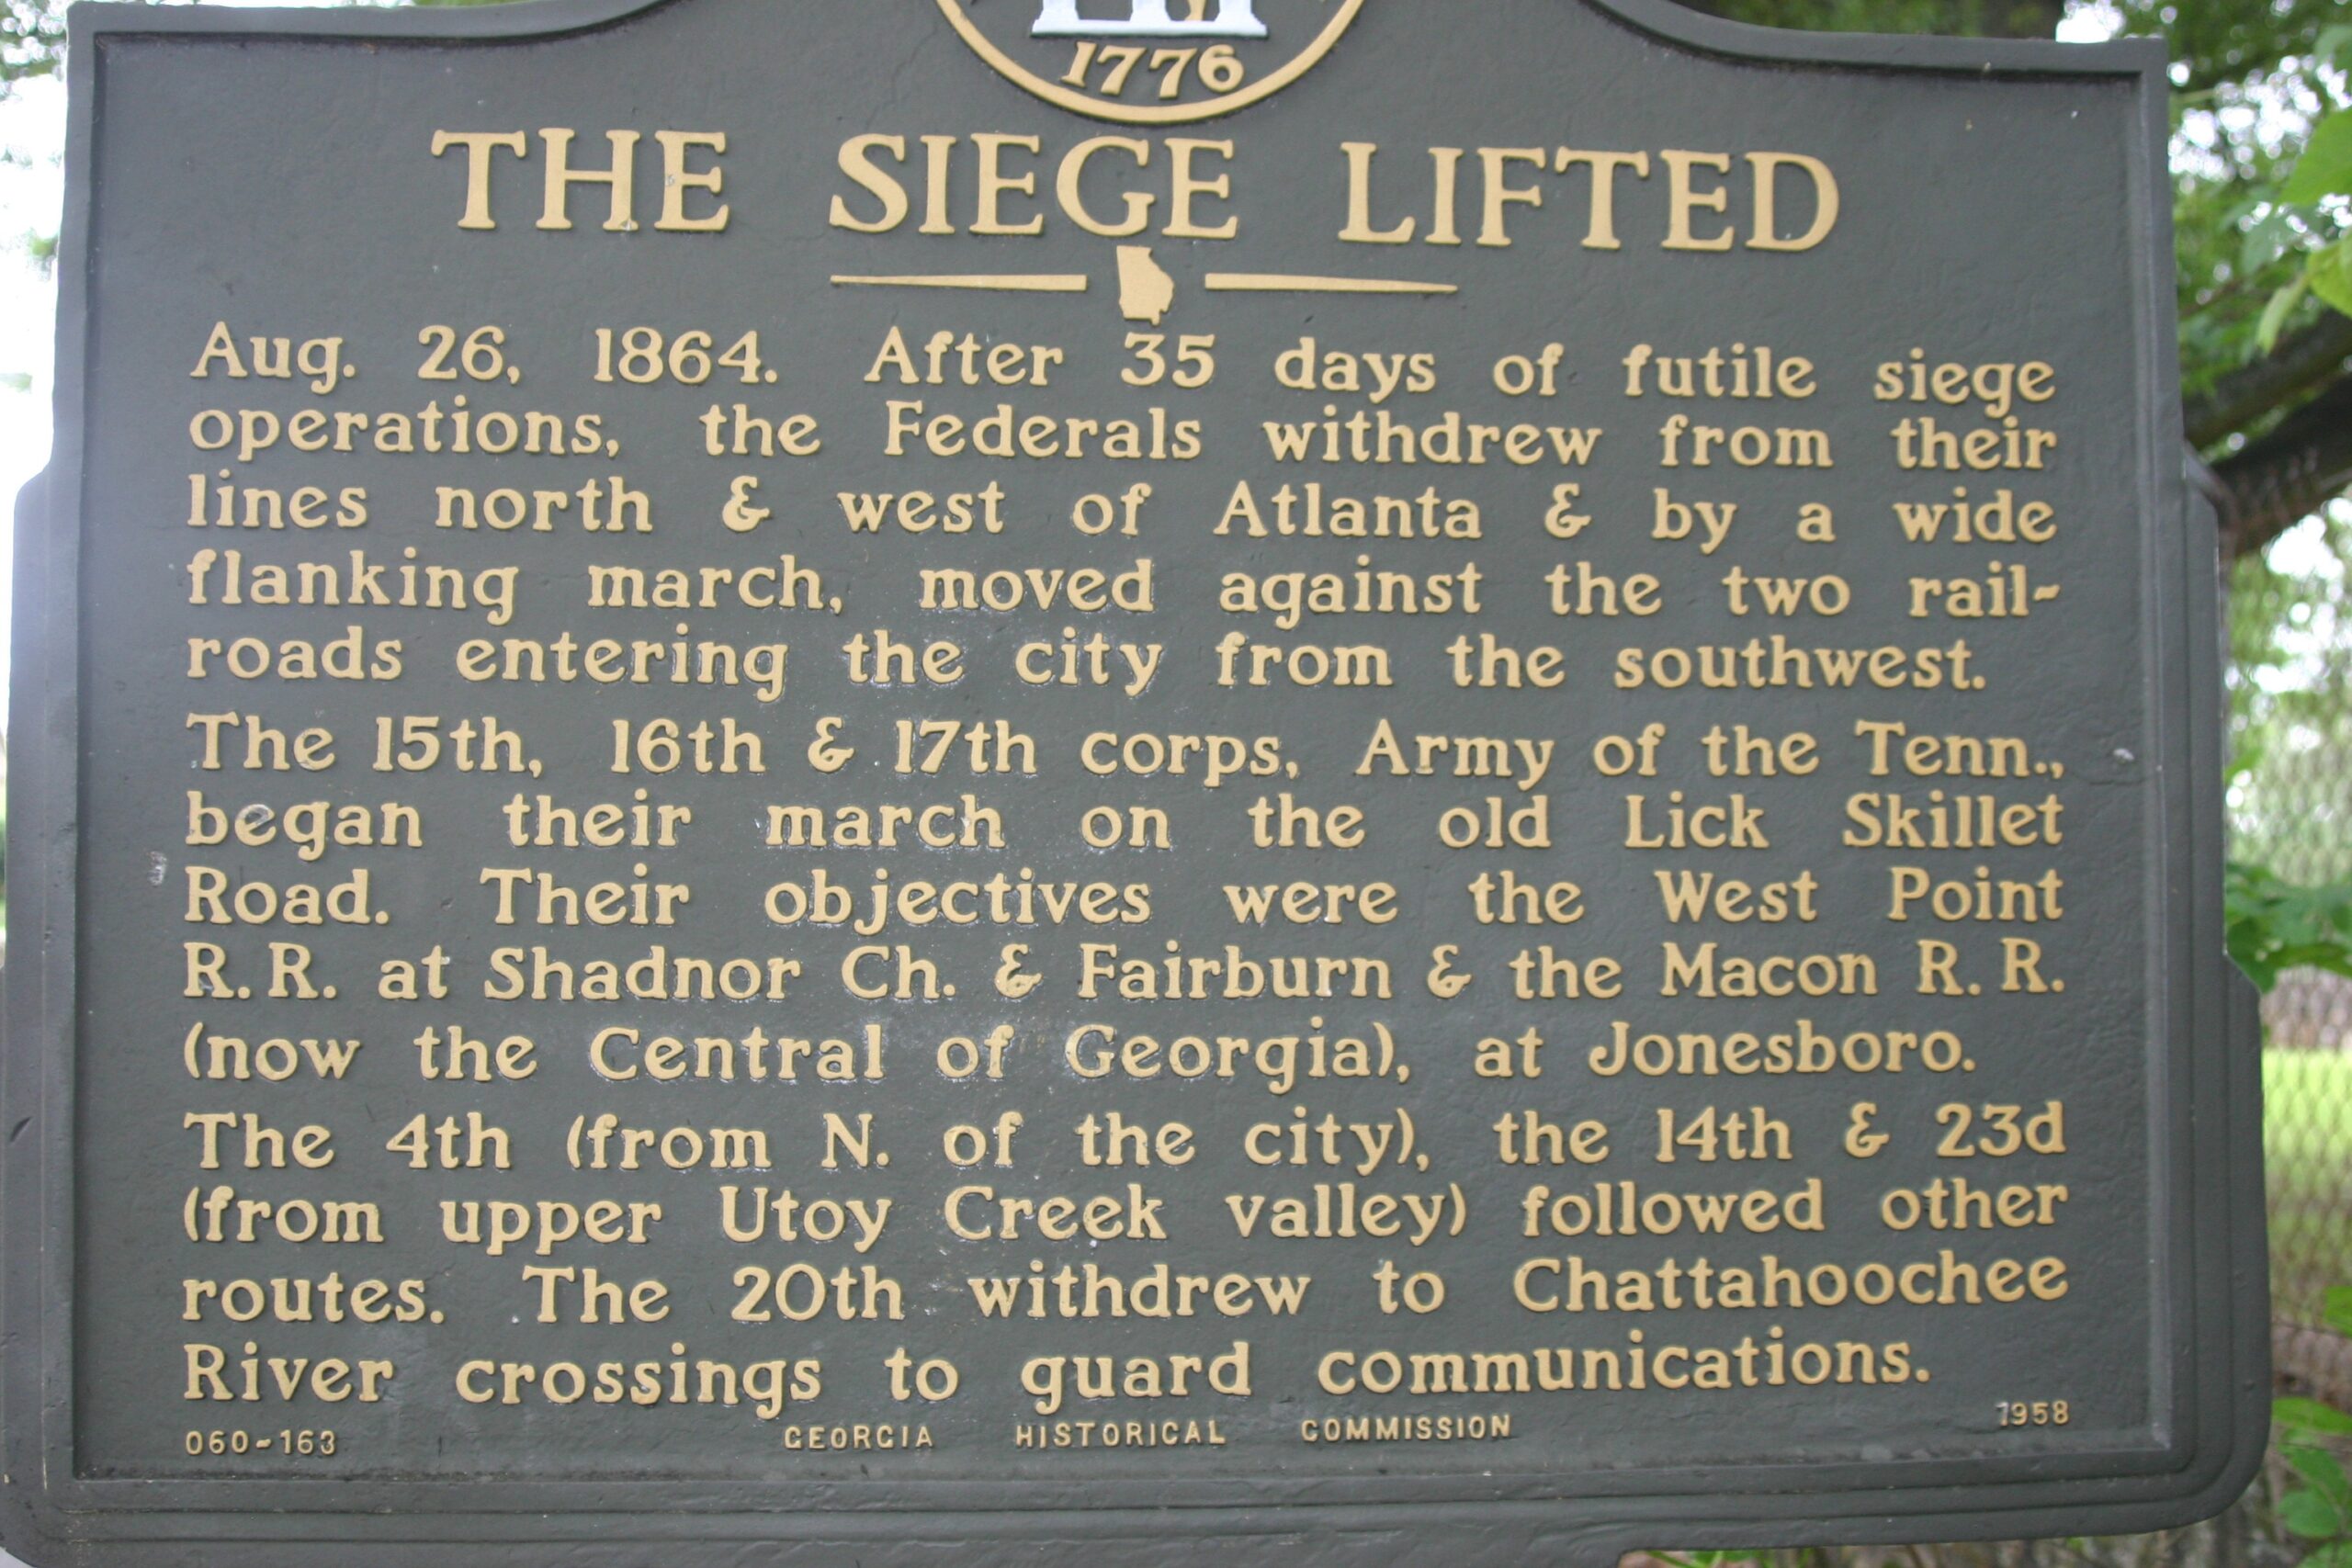 1776
THE SIEGE LIFTED
Aug. 26, 1864. After 35 days of futile siege
operations, the Federals withdrew from their
lines north & west of Atlanta & by a wide
flanking march, moved against the two rail-
roads entering the city from the southwest.
The 15th, 16th & 17th corps, Army of the Tenn.,
began their march on the old Lick Skillet
Road. Their objectives were the West Point
R.R. at Shadnor Ch. & Fairburn & the Macon R.R.
(now the Central of Georgia), at Jonesboro.
The 4th (from N. of the city), the 14th & 23d
(from upper Utoy Creek valley) followed other
routes. The 20th withdrew to Chattahoochee
River crossings to guard communications.
060-163 GEORGIA HISTORICAL COMMISSION 1958